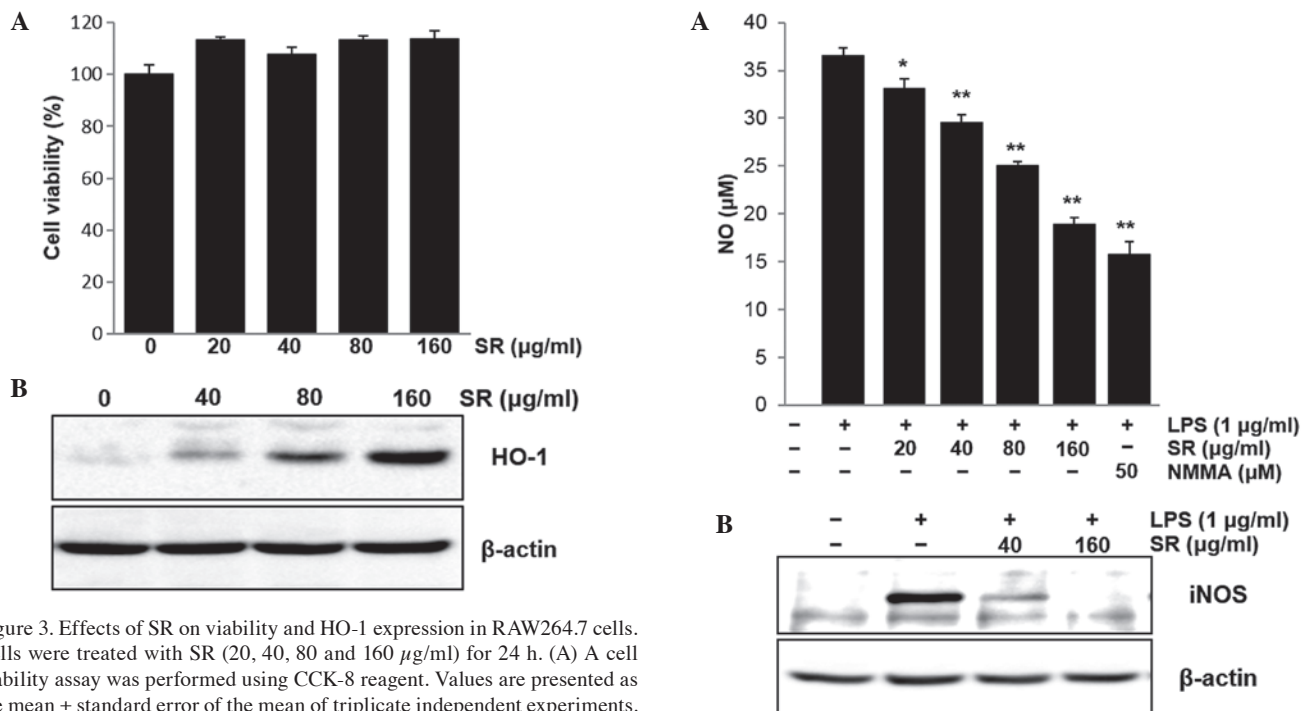 A
120
100
80
60
40
20
0
Cell viability (%)
0 20 40 80 160 SR (µg/ml)
B
0 40 80 160 SR (µg/ml)
HO-1
β-actin
gure 3. Effects of SR on viability and HO-1 expression in RAW264.7 cells.
lls were treated with SR (20, 40, 80 and 160 µg/ml) for 24 h. (A) A cell
ability assay was performed using CCK-8 reagent. Values are presented as
e mean + standard error of the mean of triplicate independent experiments.
A
40
35
30
25
20
15
10
5
0
NO (µM)
* ** ** ** **
– + + + + + + LPS (1 µg/ml)
– – 20 40 80 160 – SR (µg/ml)
– – – – – – 50 NMMA (µM)
B
– + + + LPS (1 µg/ml)
– – 40 160 SR (µg/ml)
iNOS
β-actin